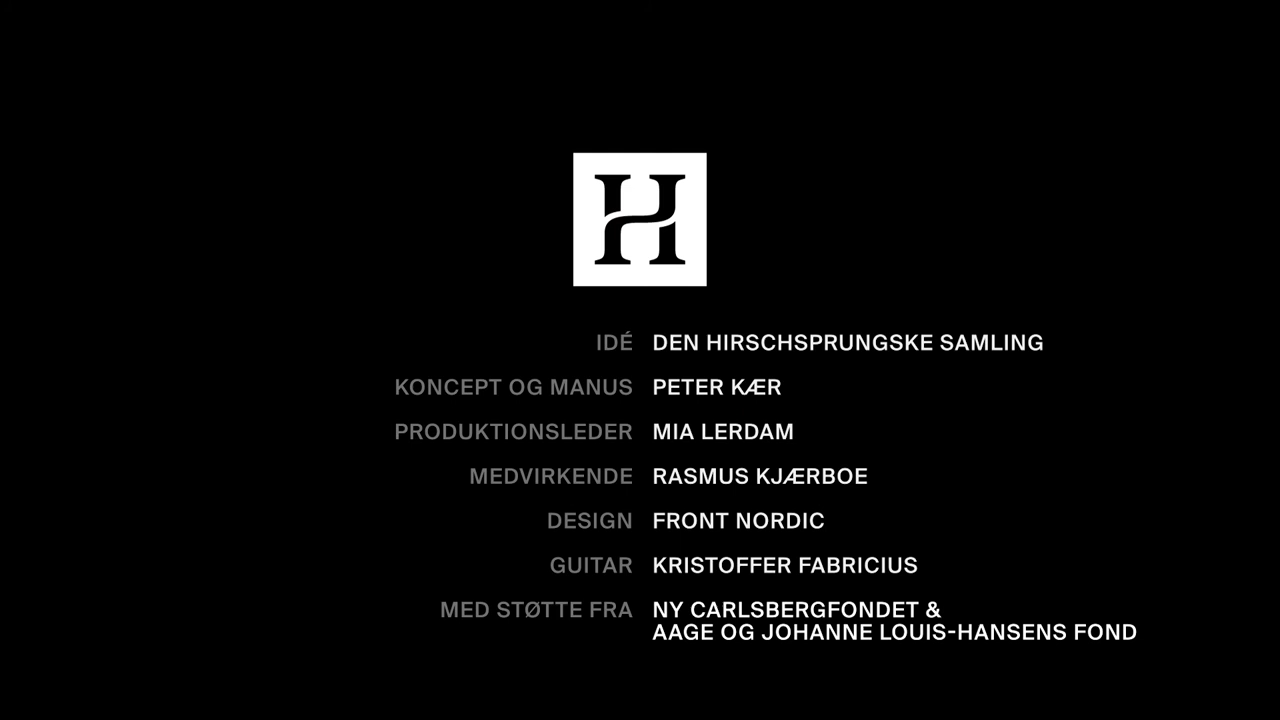 H
IDÉ DEN HIRSCHSPRUNGSKE SAMLING
KONCEPT OG MANUS PETER KÆR
PRODUKTIONSLEDER MIA LERDAM
MEDVIRKENDE RASMUS KJÆRBOE
DESIGN FRONT NORDIC
GUITAR KRISTOFFER FABRICIUS
MED STØTTE FRA NY CARLSBERGFONDET &
AAGE OG JOHANNE LOUIS-HANSENS FOND